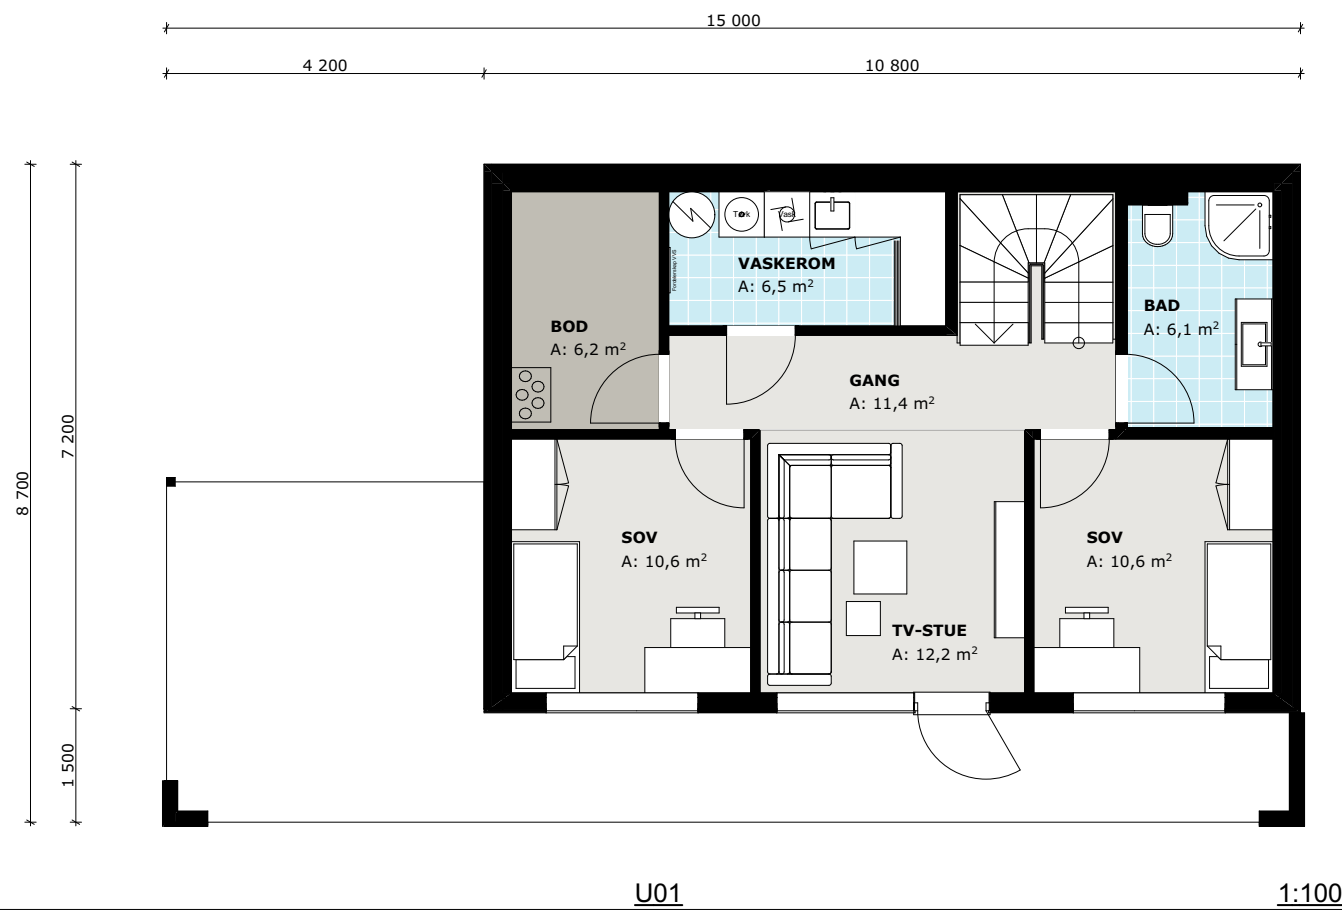 15 000
4 200
10 800
8 700
7 200
1 500
Tørk
Vask
Fordelerskap VVS
VASKEROM
A: 6,5 m²
BOD
A: 6,2 m²
BAD
A: 6,1 m²
GANG
A: 11,4 m²
SOV
A: 10,6 m²
SOV
A: 10,6 m²
TV-STUE
A: 12,2 m²
U01
1:100